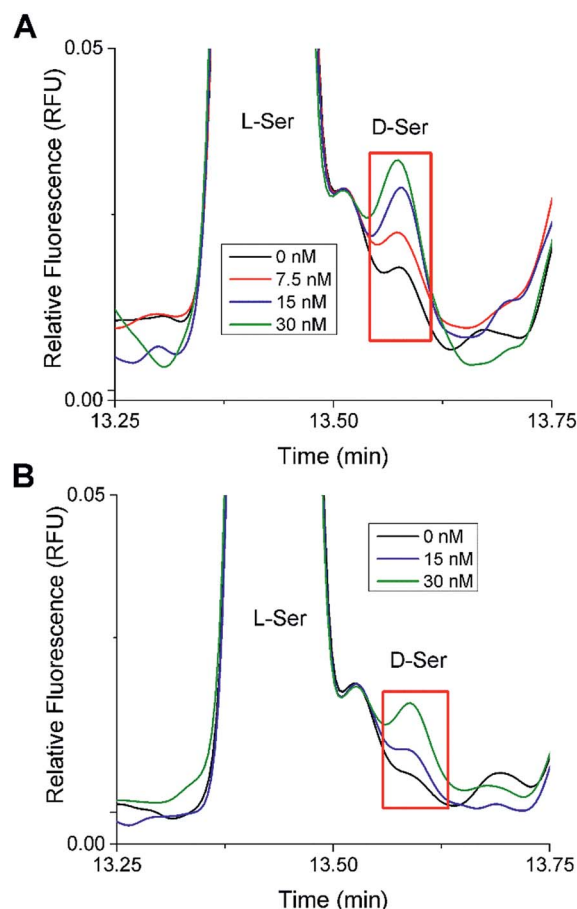 A
Relative Fluorescence (RFU)
0.05
0.00
L-Ser
D-Ser
0 nM
7.5 nM
15 nM
30 nM
13.25
13.50
13.75
Time (min)
B
Relative Fluorescence (RFU)
0.05
0.00
0 nM
15 nM
30 nM
L-Ser
D-Ser
13.25
13.50
13.75
Time (min)